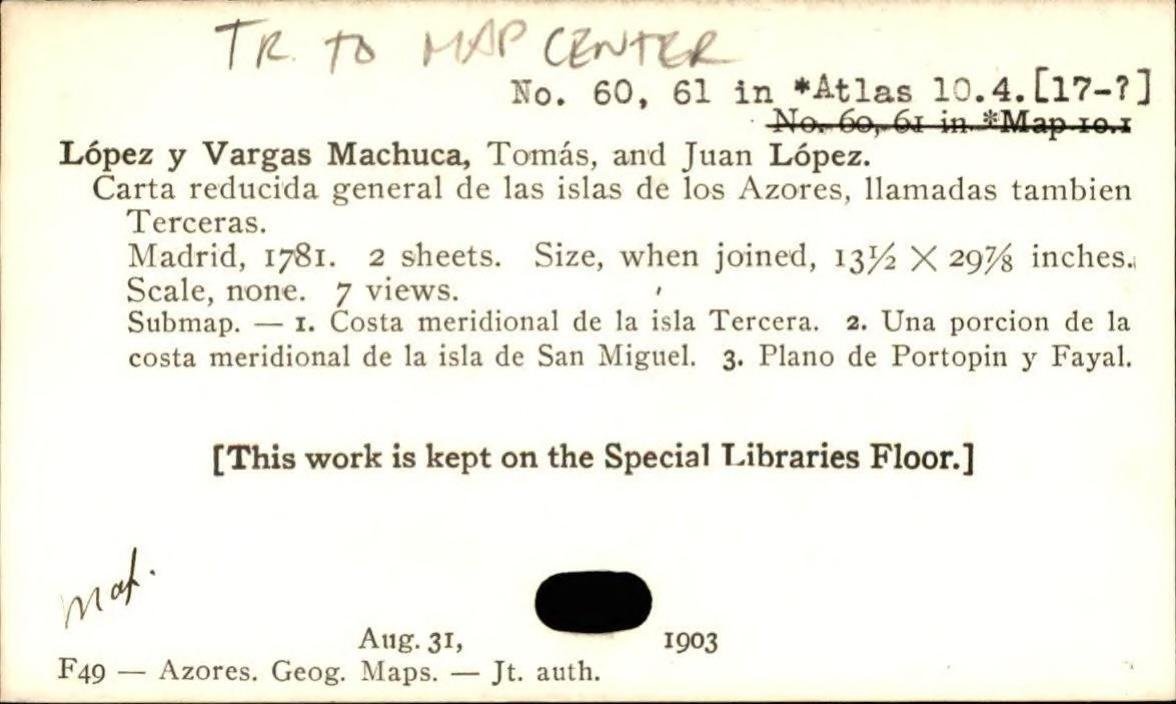 TR. TO MAP CENTER
No. 60, 61 in *Atlas 10.4.[17-?]
No. 60, 61 in *Map 10.1
López y Vargas Machuca, Tomás, and Juan López.
Carta reducida general de las islas de los Azores, llamadas tambien
Terceras.
Madrid, 1781. 2 sheets. Size, when joined, 13½ × 29⅞ inches.
Scale, none. 7 views.
Submap. — 1. Costa meridional de la isla Tercera. 2. Una porcion de la
costa meridional de la isla de San Miguel. 3. Plano de Portopin y Fayal.
[This work is kept on the Special Libraries Floor.]
Map.
Aug. 31, 1903
F49 — Azores. Geog. Maps. — Jt. auth.